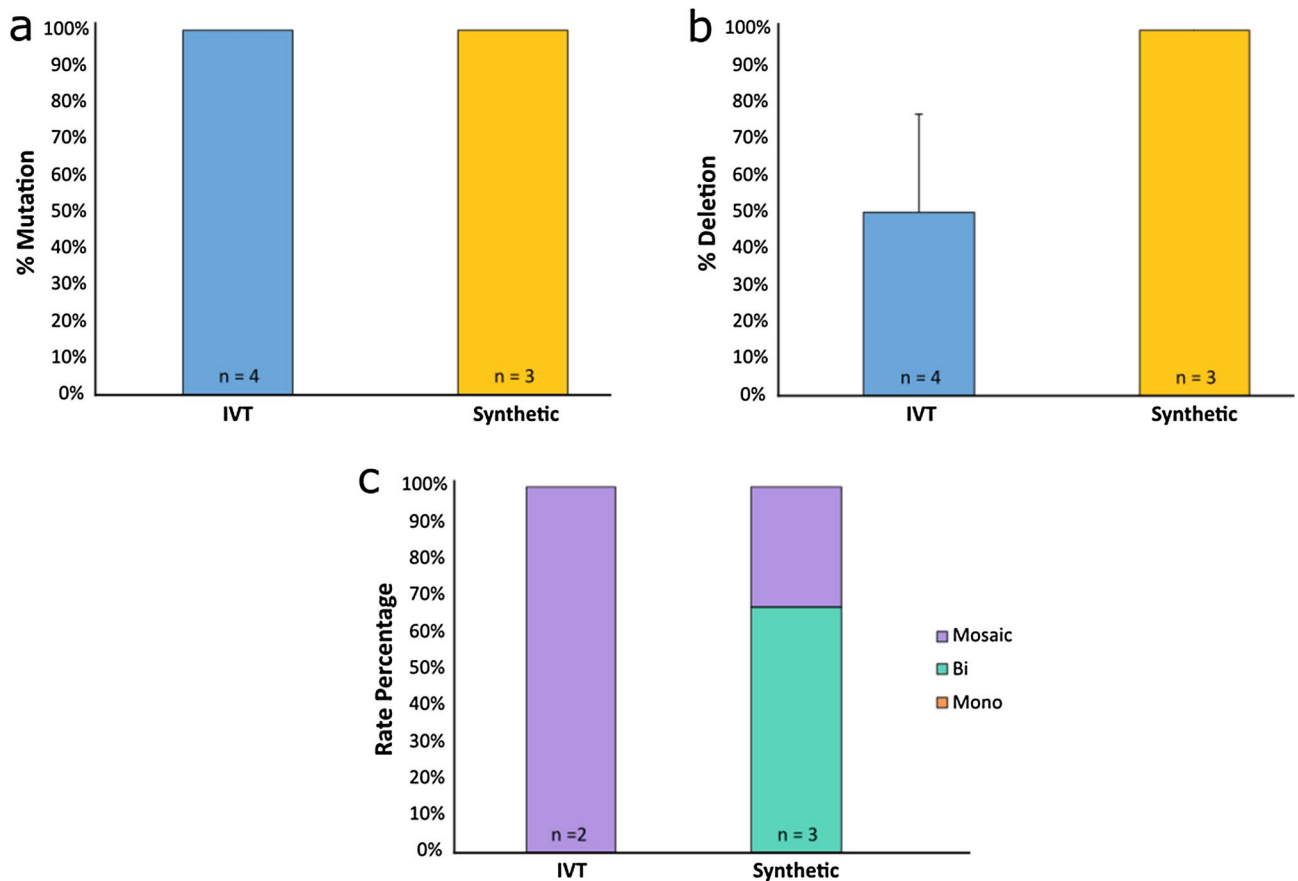 a
100%
90%
80%
70%
60%
50%
40%
30%
20%
10%
0%
% Mutation
n = 4
n = 3
IVT
Synthetic
b
100%
90%
80%
70%
60%
50%
40%
30%
20%
10%
0%
% Deletion
n = 4
n = 3
IVT
Synthetic
c
100%
90%
80%
70%
60%
50%
40%
30%
20%
10%
0%
Rate Percentage
n =2
n = 3
IVT
Synthetic
Mosaic
Bi
Mono